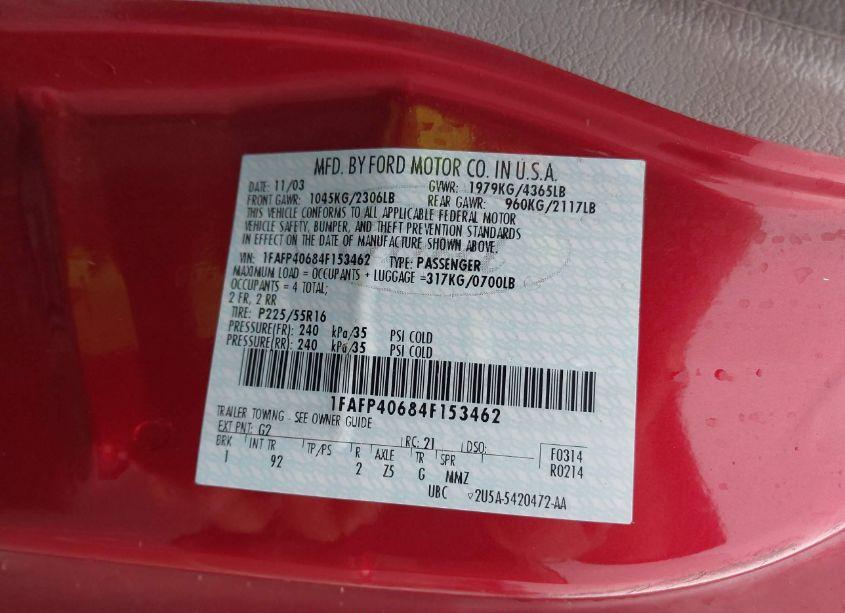 MFD. BY FORD MOTOR CO. IN U.S.A.
DATE: 11/03 GVWR: 1979KG/4365LB
FRONT GAWR: 1045KG/2306LB REAR GAWR: 960KG/2117LB
THIS VEHICLE CONFORMS TO ALL APPLICABLE FEDERAL MOTOR
VEHICLE SAFETY, BUMPER, AND THEFT PREVENTION STANDARDS
IN EFFECT ON THE DATE OF MANUFACTURE SHOWN ABOVE.
VIN: 1FAFP40684F153462 TYPE: PASSENGER
MAXIMUM LOAD = OCCUPANTS + LUGGAGE =317KG/0700LB
OCCUPANTS = 4 TOTAL;
2 FR, 2 RR
TIRE: P225/55R16
PRESSURE(FR): 240 kPa/35 PSI COLD
PRESSURE(RR): 240 kPa/35 PSI COLD
1FAFP40684F153462
TRAILER TOWING - SEE OWNER GUIDE
EXT PNT: G2 RC: 21 DSO: F0314
BRK INT TR TP/PS R AXLE TR SPR R0214
1 92 2 Z5 G MMZ
UBC ▽2U5A-5420472-AA